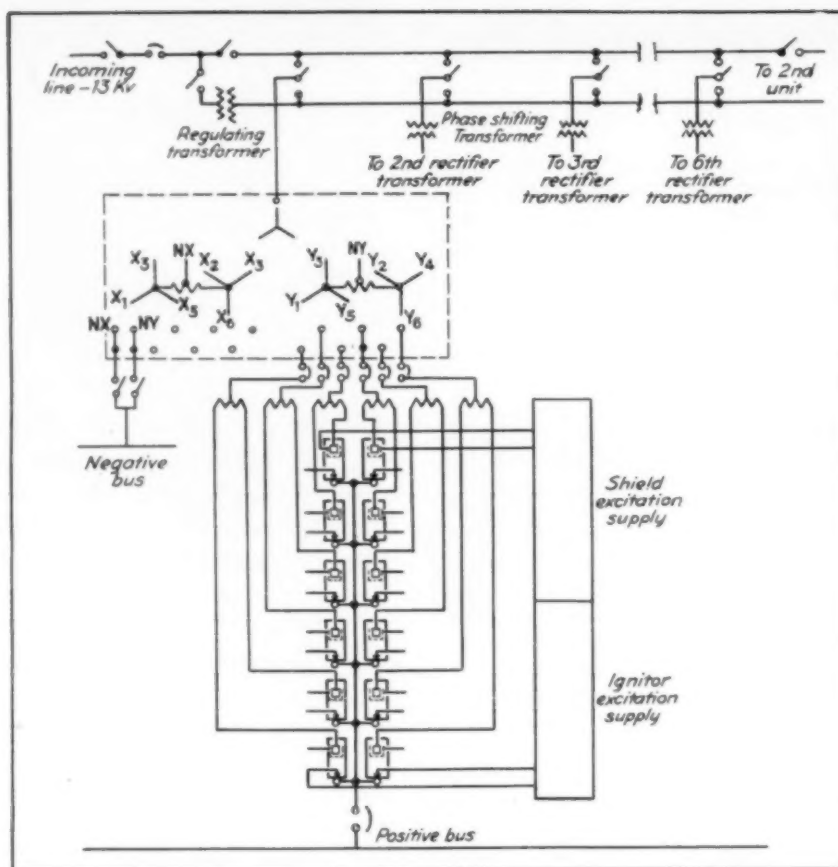 Incoming
line-13 Kv
Regulating
transformer
Phase shifting
Transformer
To 2nd rectifier
transformer
To 3rd
rectifier
transformer
To 6th
rectifier
transformer
To 2nd
unit
X3
NX
X2
X3
X1
X5
X6
Y3
NY
Y2
Y4
Y1
Y5
Y6
NX
NY
Negative
bus
Shield
excitation
supply
Ignitor
excitation
supply
Positive bus